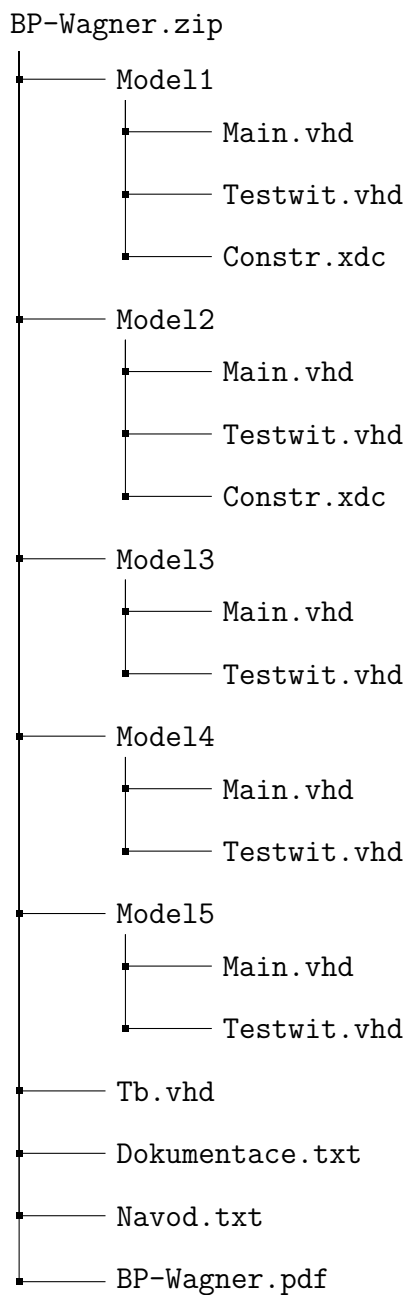 BP-Wagner.zip
Model1
Main.vhd
Testwit.vhd
Constr.xdc
Model2
Main.vhd
Testwit.vhd
Constr.xdc
Model3
Main.vhd
Testwit.vhd
Model4
Main.vhd
Testwit.vhd
Model5
Main.vhd
Testwit.vhd
Tb.vhd
Dokumentace.txt
Navod.txt
BP-Wagner.pdf